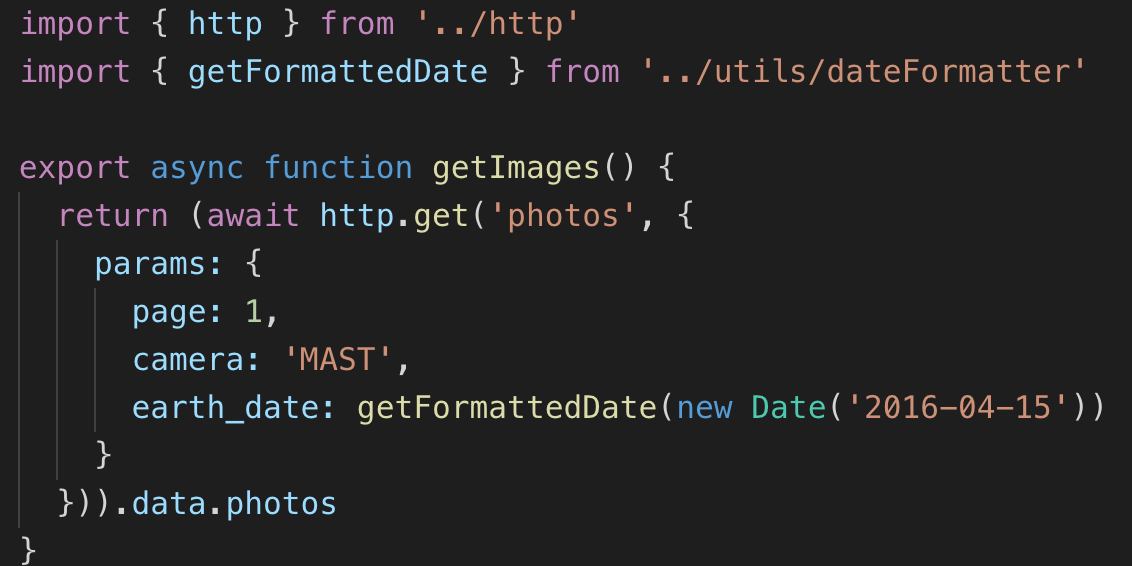 import { http } from '../http'
import { getFormattedDate } from '../utils/dateFormatter'

export async function getImages() {
  return (await http.get('photos', {
    params: {
      page: 1,
      camera: 'MAST',
      earth_date: getFormattedDate(new Date('2016-04-15'))
    }
  })).data.photos
}